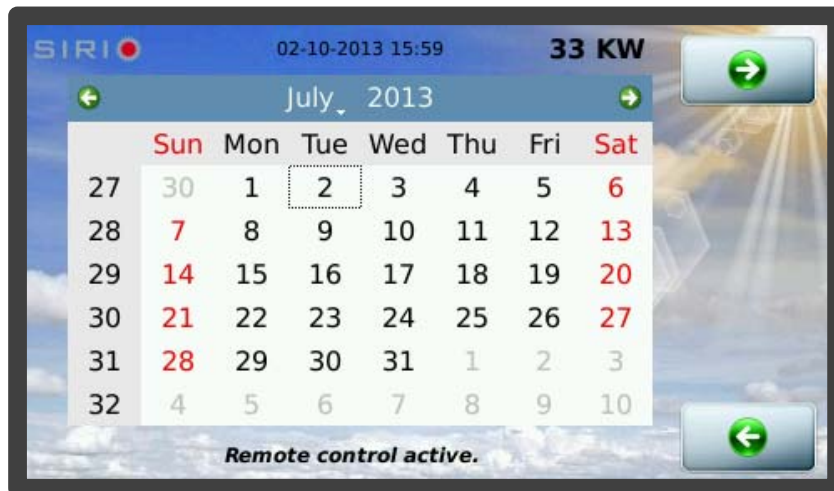 SIRIO 02-10-2013 15:59 33 KW
July 2013
Sun Mon Tue Wed Thu Fri Sat
27 30 1 2 3 4 5 6
28 7 8 9 10 11 12 13
29 14 15 16 17 18 19 20
30 21 22 23 24 25 26 27
31 28 29 30 31 1 2 3
32 4 5 6 7 8 9 10
Remote control active.